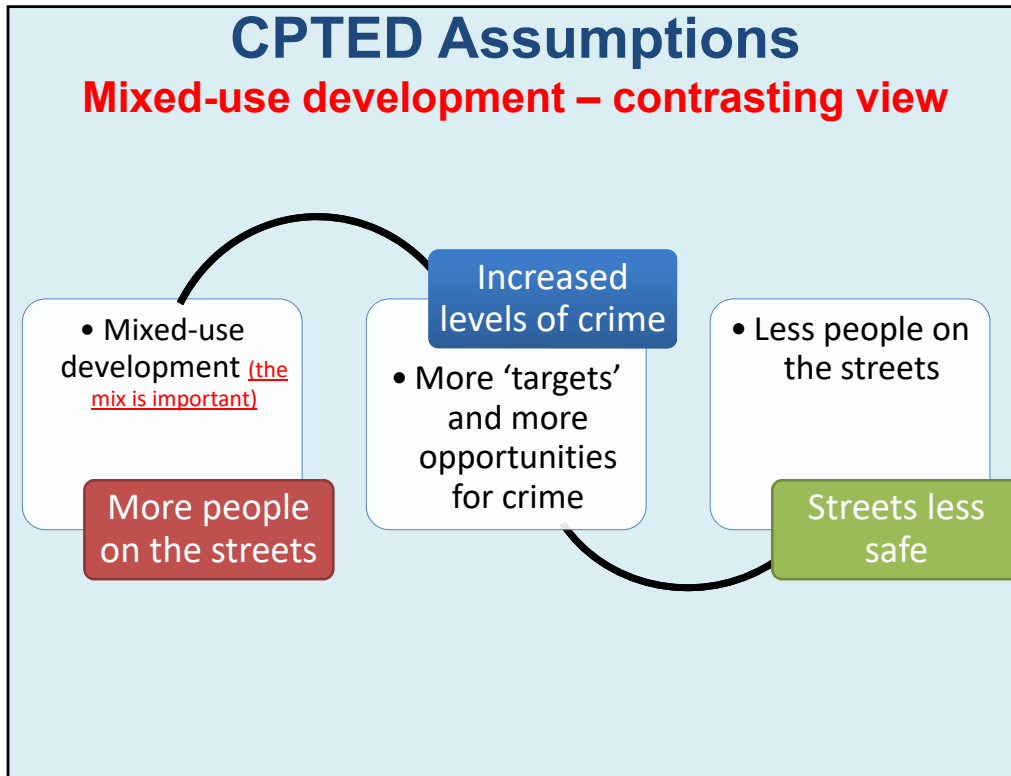 CPTED Assumptions
Mixed-use development – contrasting view
• Mixed-use
development (the
mix is important)
More people
on the streets
Increased
levels of crime
• More ‘targets’
and more
opportunities
for crime
• Less people on
the streets
Streets less
safe